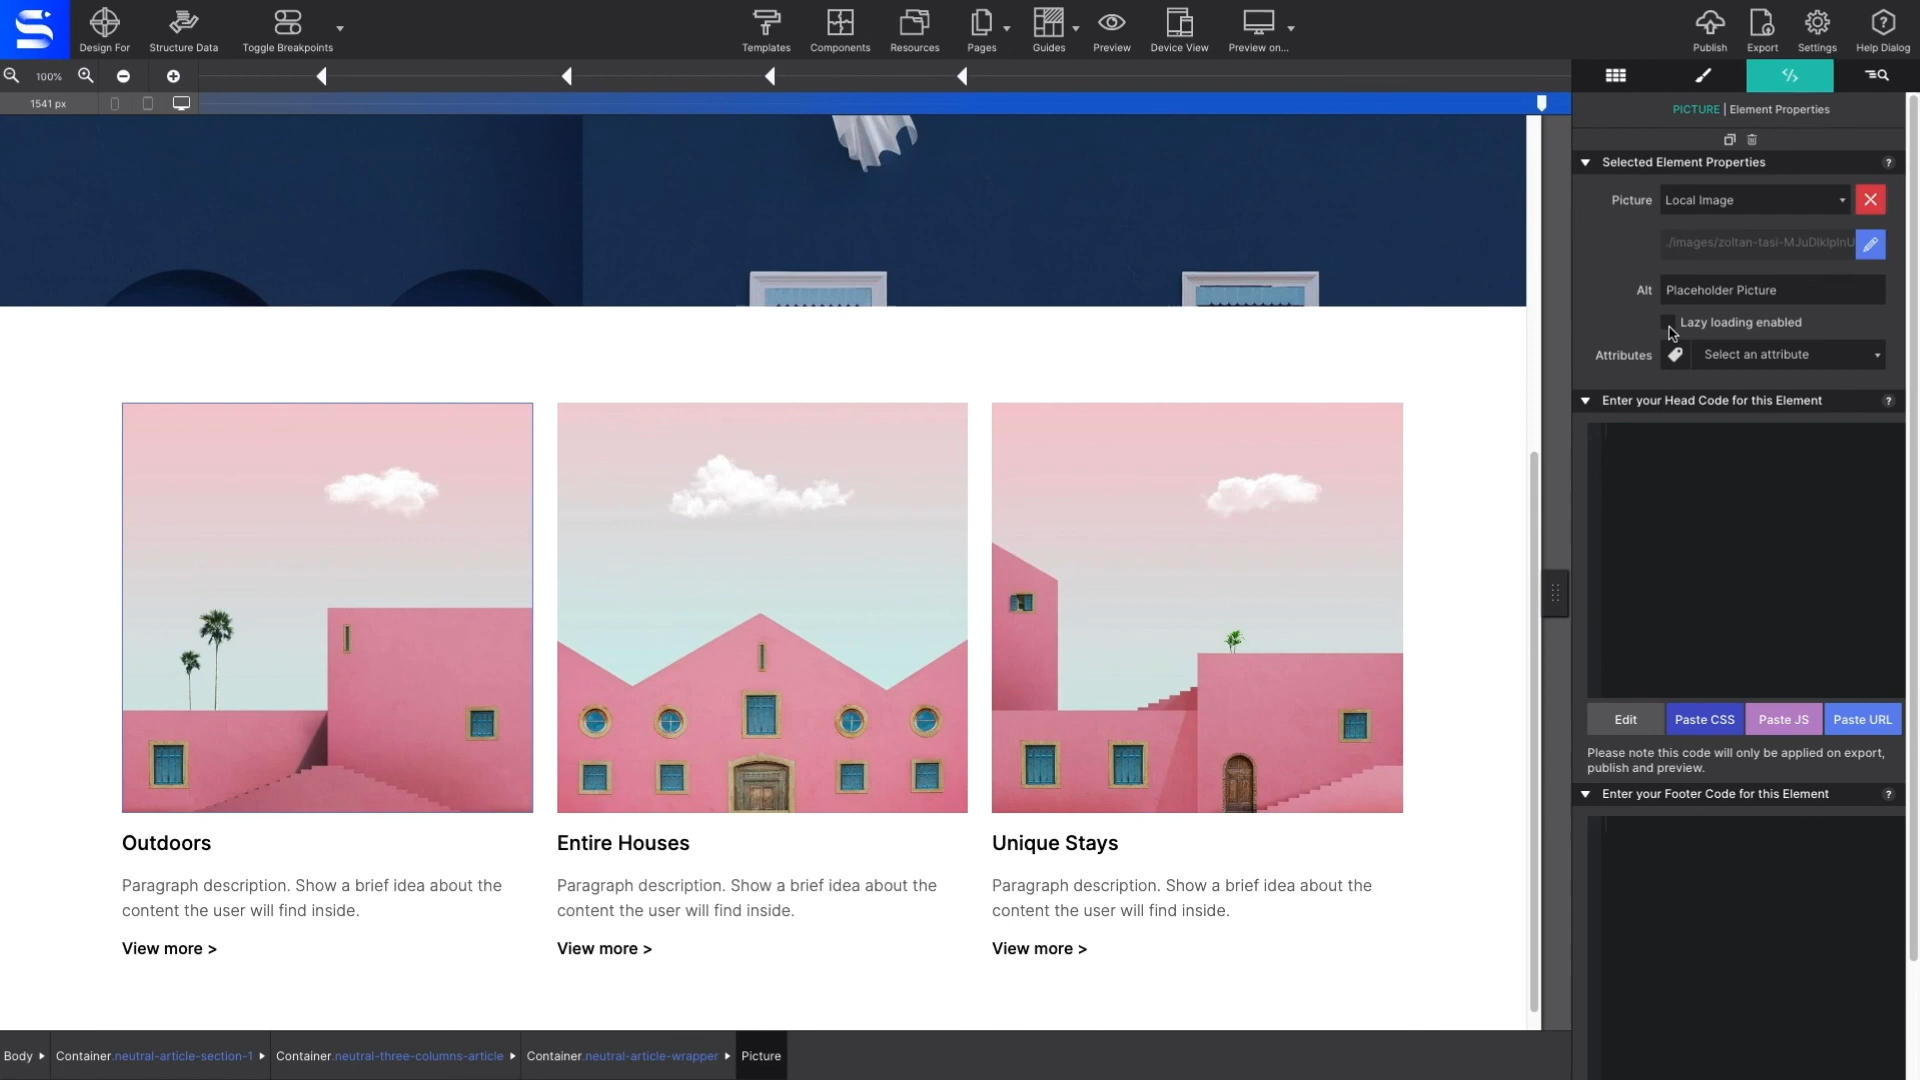 Design For
Structure Data
Toggle Breakpoints
Templates
Components
Resources
Pages
Guides
Preview
Device View
Preview on...
Publish
Export
Settings
Help Dialog
100%
1541 px
PICTURE | Element Properties
Selected Element Properties
?
Picture
Local Image
./images/zoltan-tasi-MJuDlklplnU
Alt
Placeholder Picture
Lazy loading enabled
Attributes
Select an attribute
Enter your Head Code for this Element
?
Edit
Paste CSS
Paste JS
Paste URL
Please note this code will only be applied on export,
publish and preview.
Enter your Footer Code for this Element
?
Outdoors
Paragraph description. Show a brief idea about the
content the user will find inside.
View more >
Entire Houses
Paragraph description. Show a brief idea about the
content the user will find inside.
View more >
Unique Stays
Paragraph description. Show a brief idea about the
content the user will find inside.
View more >
Body
Container.neutral-article-section-1
Container.neutral-three-columns-article
Container.neutral-article-wrapper
Picture